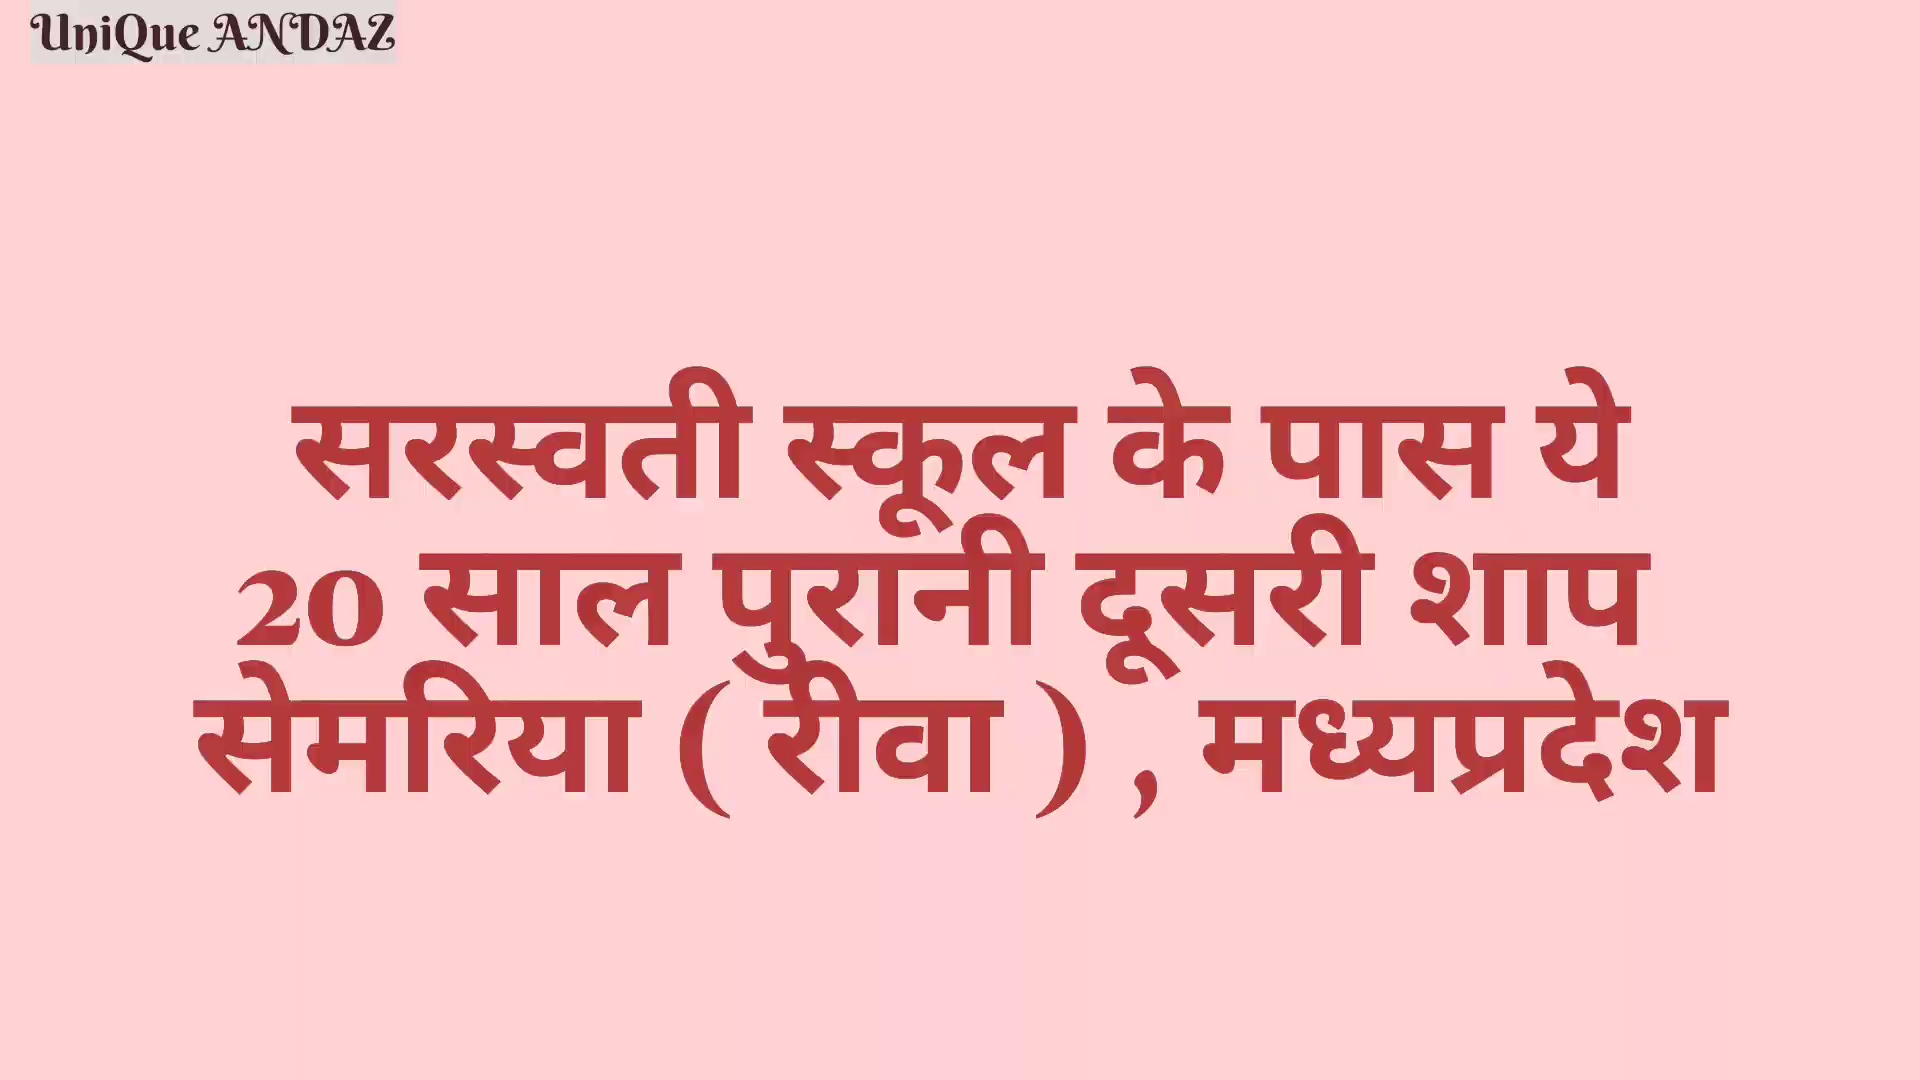 UniQue ANDAZ
सरस्वती स्कूल के पास ये
20 साल पुरानी दूसरी शाप
सेमरिया ( रीवा ) , मध्यप्रदेश